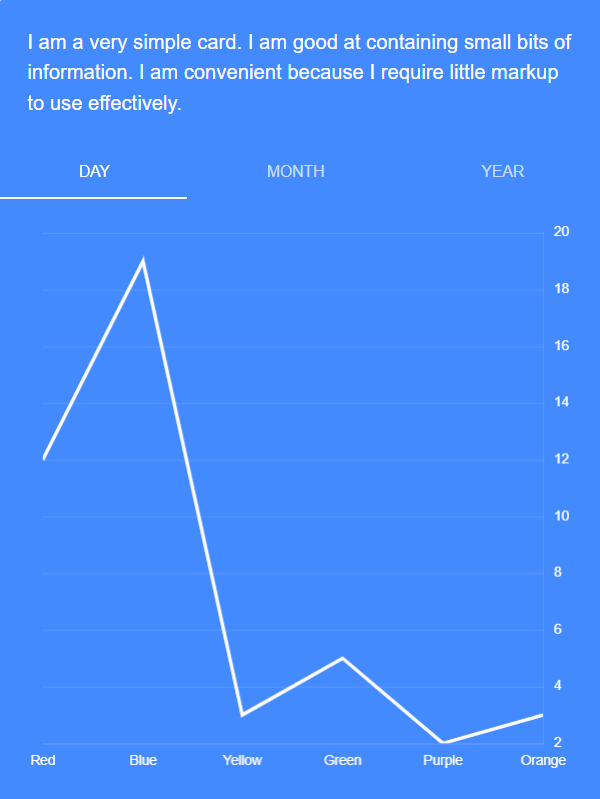 I am a very simple card. I am good at containing small bits of
information. I am convenient because I require little markup
to use effectively.
DAY MONTH YEAR
20
18
16
14
12
10
8
6
4
2
Red Blue Yellow Green Purple Orange